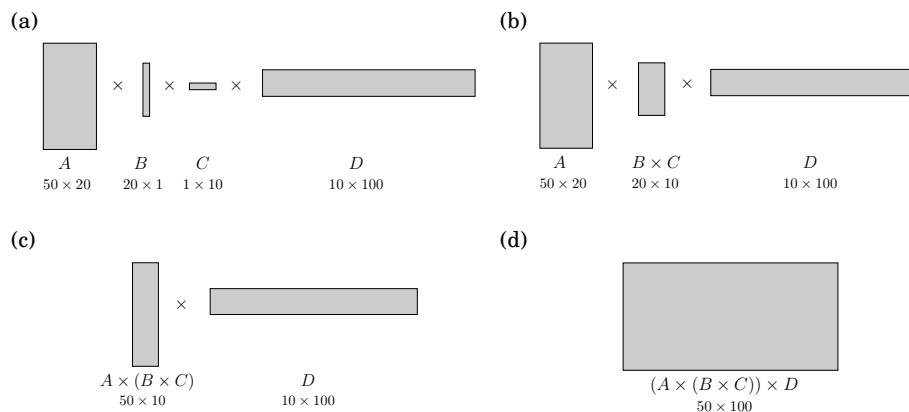 (a)
× × ×
A B C D
50 × 20 20 × 1 1 × 10 10 × 100
(b)
× ×
A B × C D
50 × 20 20 × 10 10 × 100
(c)
×
A × (B × C) D
50 × 10 10 × 100
(d)
(A × (B × C)) × D
50 × 100